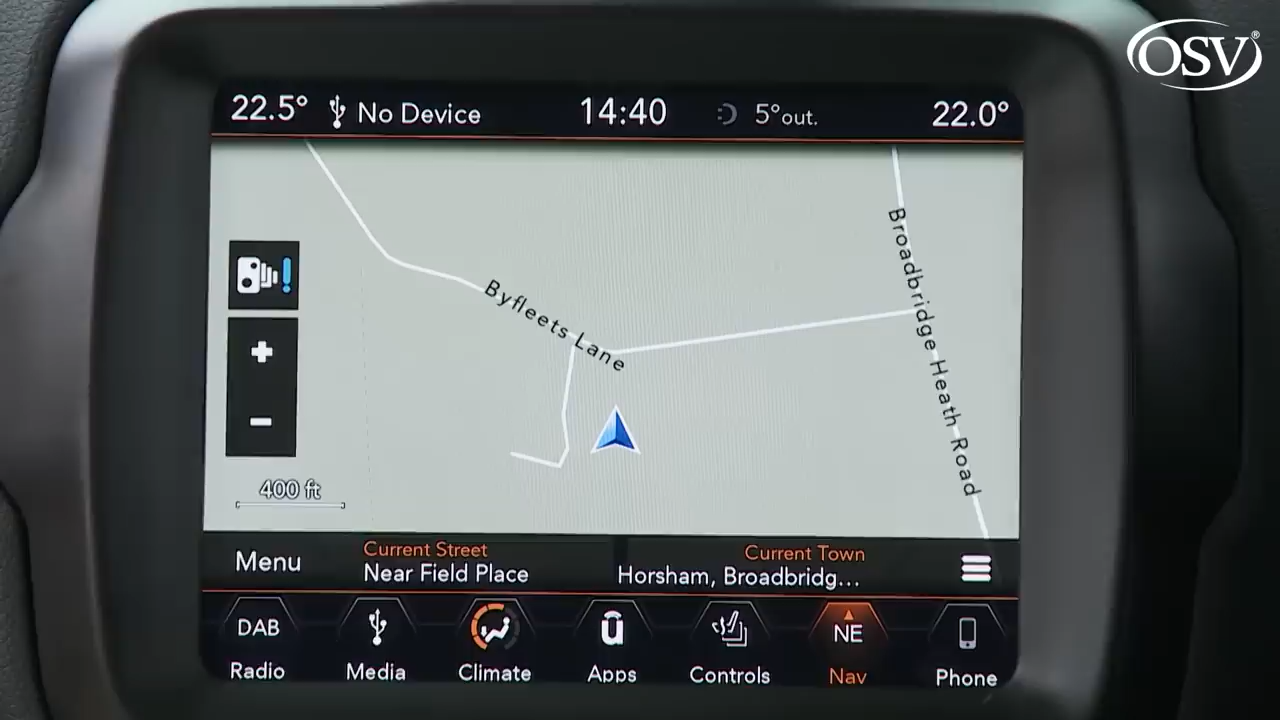 OSV®
22.5° No Device 14:40 5°out. 22.0°
Byfleets Lane
Broadbridge Heath Road
+
-
400 ft
Menu
Current Street
Near Field Place
Current Town
Horsham, Broadbridg...
DAB
Radio
Media
Climate
u
Apps
Controls
NE
Nav
Phone